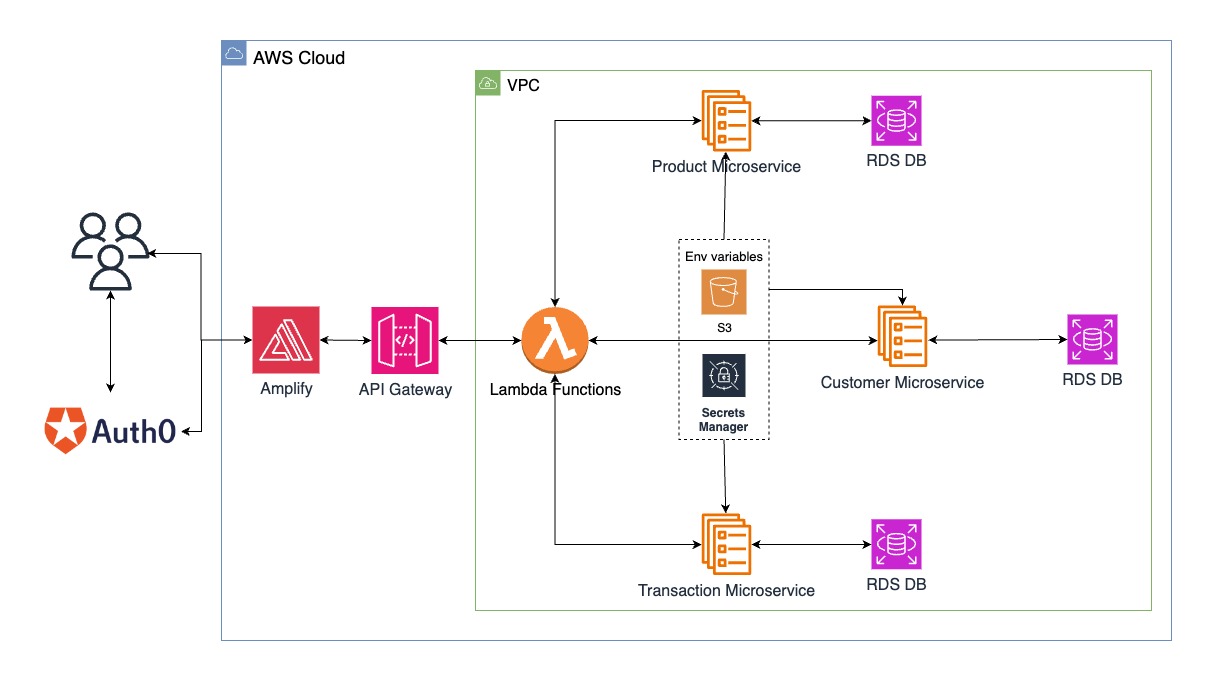 AWS Cloud
VPC
Product Microservice
RDS DB
Env variables
S3
Amplify
API Gateway
Lambda Functions
Customer Microservice
RDS DB
Secrets
Manager
Auth0
Transaction Microservice
RDS DB